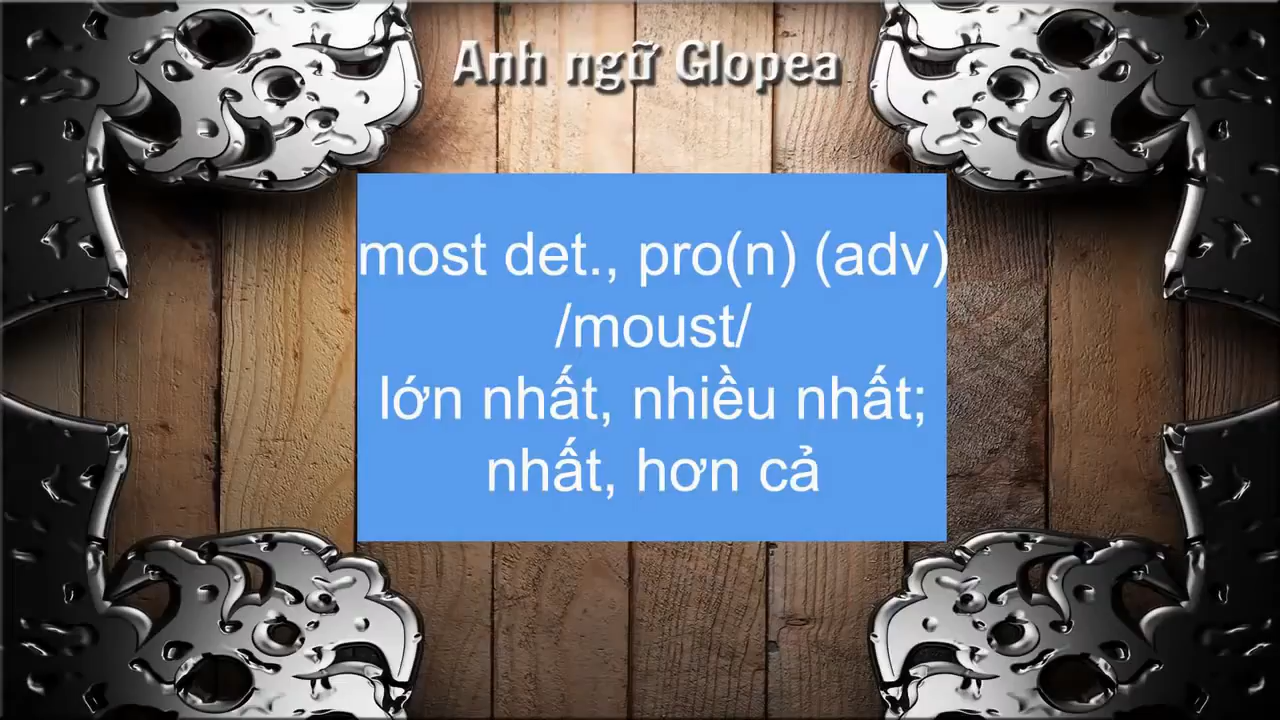 Anh ngữ Glopea
most det., pro(n) (adv)
/moust/
lớn nhất, nhiều nhất;
nhất, hơn cả